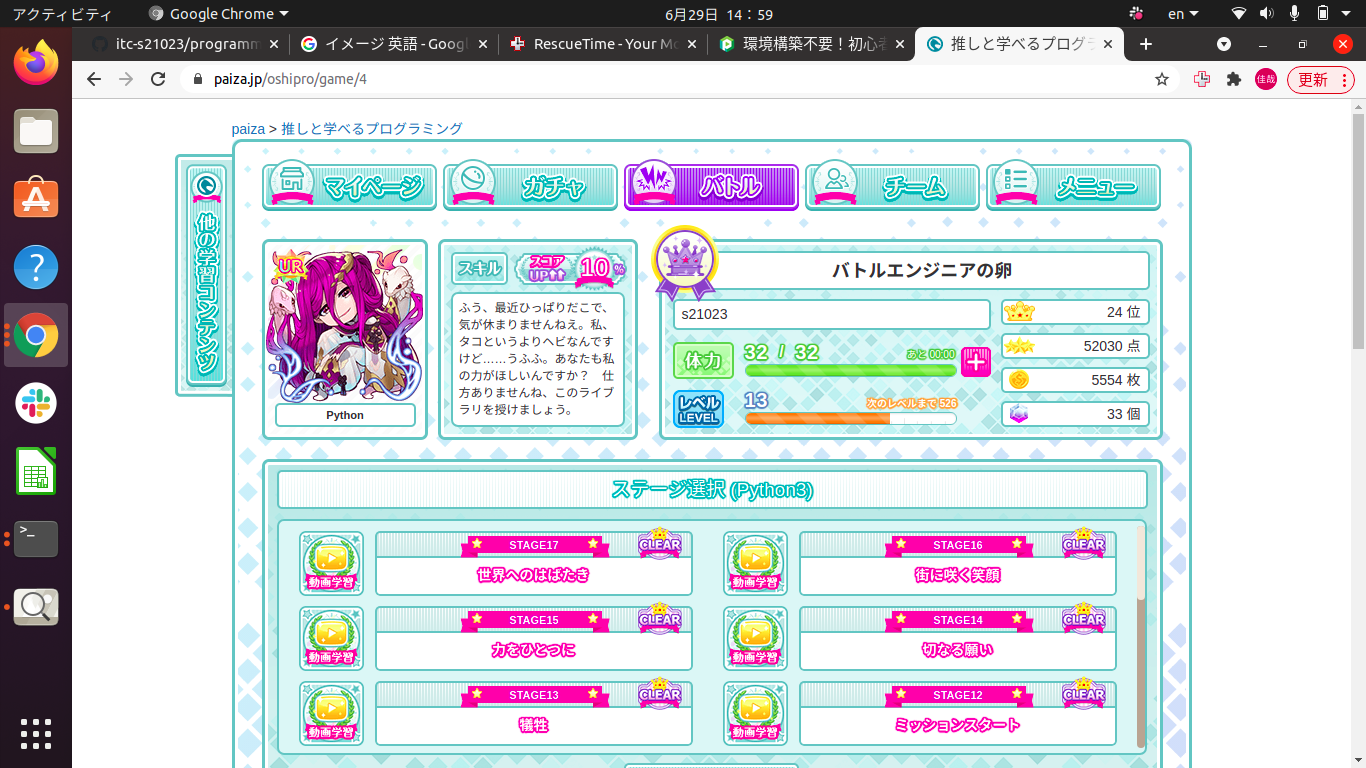 アクティビティ
Google Chrome
6月29日 14：59
en
itc-s21023/programm
イメージ 英語 - Googl
RescueTime - Your Mo
環境構築不要！初心者
推しと学べるプログラ
paiza.jp/oshipro/game/4
佳哉
更新
paiza > 推しと学べるプログラミング
他の学習コンテンツ
マイページ
ガチャ
バトル
チーム
メニュー
UR
Python
スキル
スコア
UP
10 %
ふう、最近ひっぱりだこで、
気が休まりませんねえ。私、
タコというよりヘビなんです
けど……うふふ。あなたも私
の力がほしいんですか？　仕
方ありませんね、このライブ
ラリを授けましょう。
バトルエンジニアの卵
s21023
24 位
体力
32 / 32
あと 00:00
52030 点
5554 枚
レベル
LEVEL
13
次のレベルまで 526
33 個
ステージ選択 (Python3)
動画学習
STAGE17
CLEAR
世界へのはばたき
動画学習
STAGE16
CLEAR
街に咲く笑顔
動画学習
STAGE15
CLEAR
力をひとつに
動画学習
STAGE14
CLEAR
切なる願い
動画学習
STAGE13
CLEAR
犠牲
動画学習
STAGE12
CLEAR
ミッションスタート